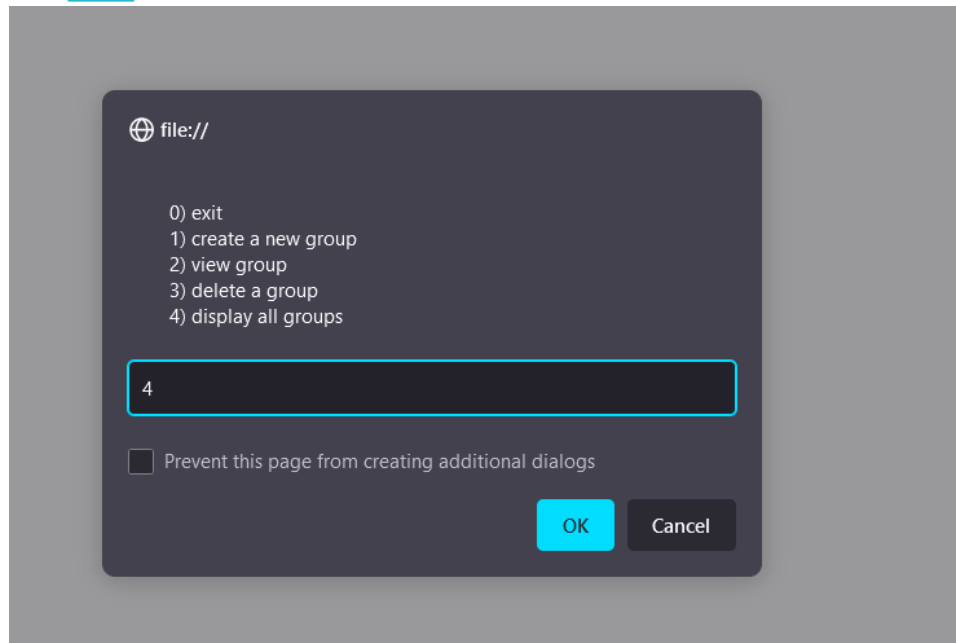 file://
0) exit
1) create a new group
2) view group
3) delete a group
4) display all groups
4
Prevent this page from creating additional dialogs
OK
Cancel